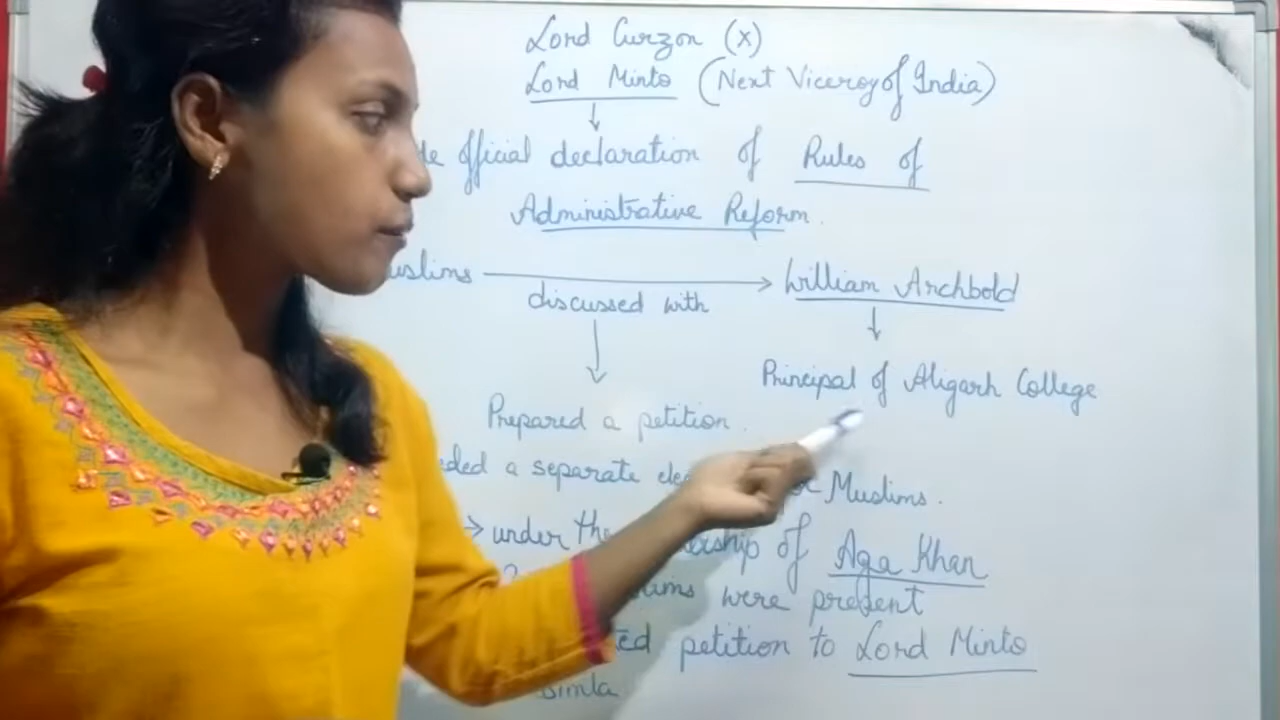 Lord Curzon (x)
Lord Minto (Next Viceroy of India)
official declaration of Rules of
Administrative Reform.
discussed with William Archbold
Principal of Aligarh College
Prepared a petition.
a separate Muslims.
under of Aga Khan
were present
petition to Lord Minto
Simla